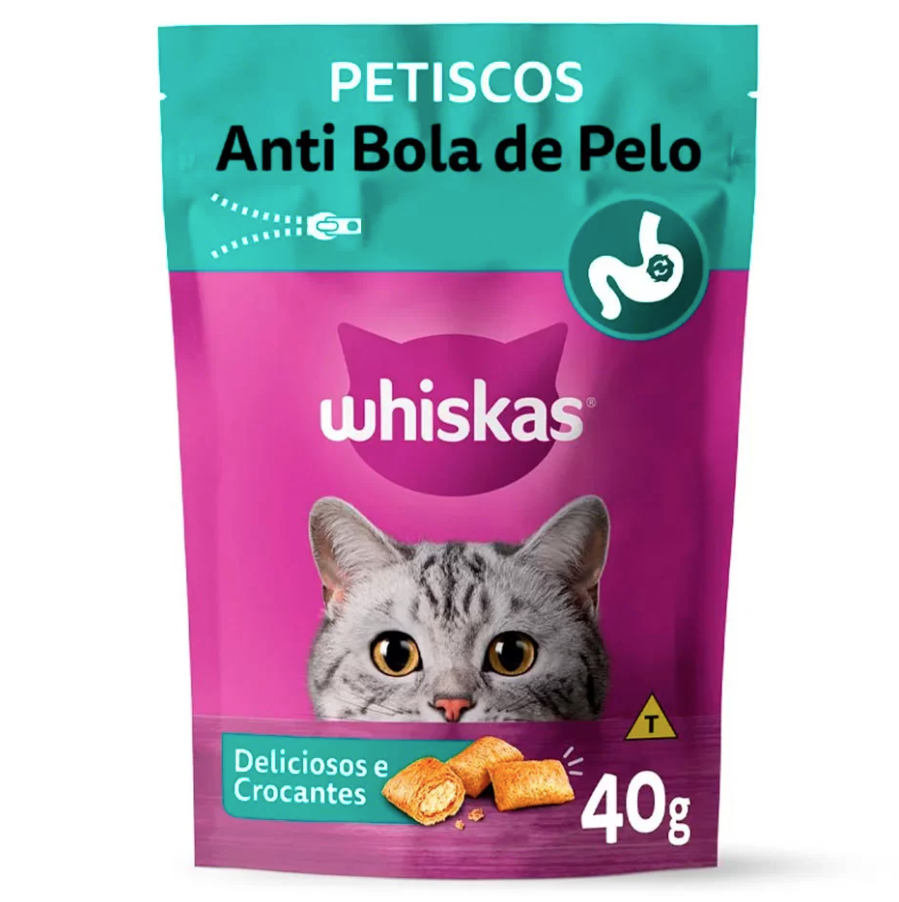 PETISCOS
Anti Bola de Pelo
whiskas®
T
Deliciosos e
Crocantes
40g